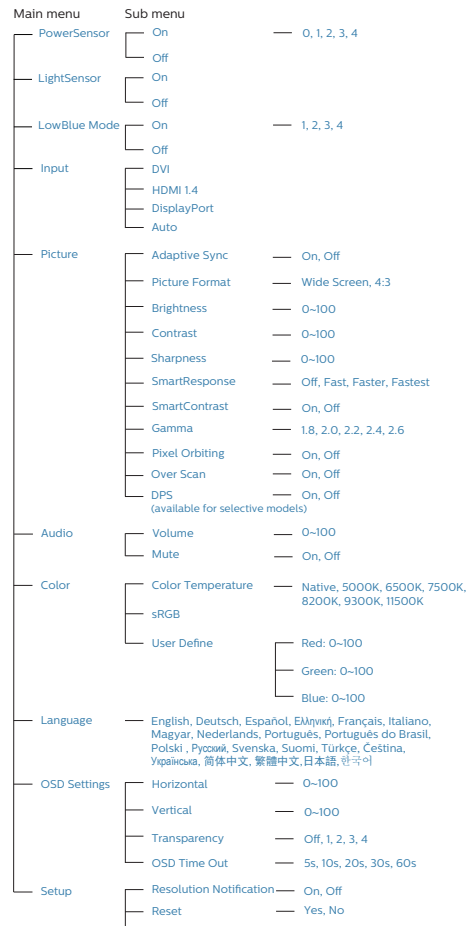 Main menu Sub menu
PowerSensor On 0, 1, 2, 3, 4
Off
LightSensor On
Off
LowBlue Mode On 1, 2, 3, 4
Off
Input DVI
HDMI 1.4
DisplayPort
Auto
Picture Adaptive Sync On, Off
Picture Format Wide Screen, 4:3
Brightness 0~100
Contrast 0~100
Sharpness 0~100
SmartResponse Off, Fast, Faster, Fastest
SmartContrast On, Off
Gamma 1.8, 2.0, 2.2, 2.4, 2.6
Pixel Orbiting On, Off
Over Scan On, Off
DPS On, Off
(available for selective models)
Audio Volume 0~100
Mute On, Off
Color Color Temperature Native, 5000K, 6500K, 7500K,
8200K, 9300K, 11500K
sRGB
User Define Red: 0~100
Green: 0~100
Blue: 0~100
Language English, Deutsch, Español, Ελληνική, Français, Italiano,
Magyar, Nederlands, Português, Português do Brasil,
Polski , Русский, Svenska, Suomi, Türkçe, Čeština,
Українська, 简体中文, 繁體中文,日本語,한국어
OSD Settings Horizontal 0~100
Vertical 0~100
Transparency Off, 1, 2, 3, 4
OSD Time Out 5s, 10s, 20s, 30s, 60s
Setup Resolution Notification On, Off
Reset Yes, No